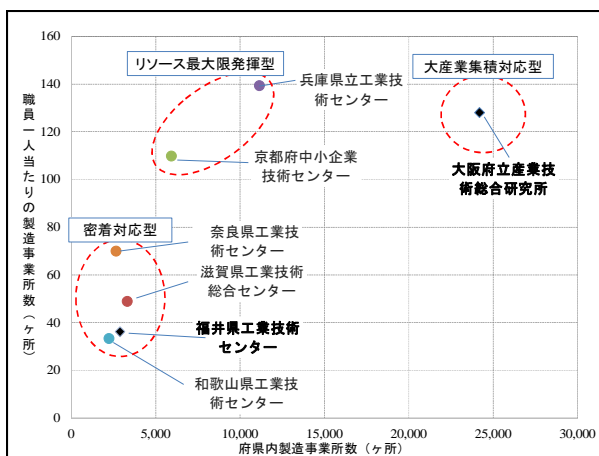 160
140
120
100
80
60
40
20
0
職員一人当たりの製造事業所数（ヶ所）
リソース最大限発揮型
兵庫県立工業技
術センター
大産業集積対応型
京都府中小企業
技術センター
大阪府立産業技
術総合研究所
密着対応型
奈良県工業技
術センター
滋賀県工業技術
総合センター
福井県工業技術
センター
和歌山県工業技
術センター
0
5,000
10,000
15,000
20,000
25,000
30,000
府県内製造事業所数（ヶ所）